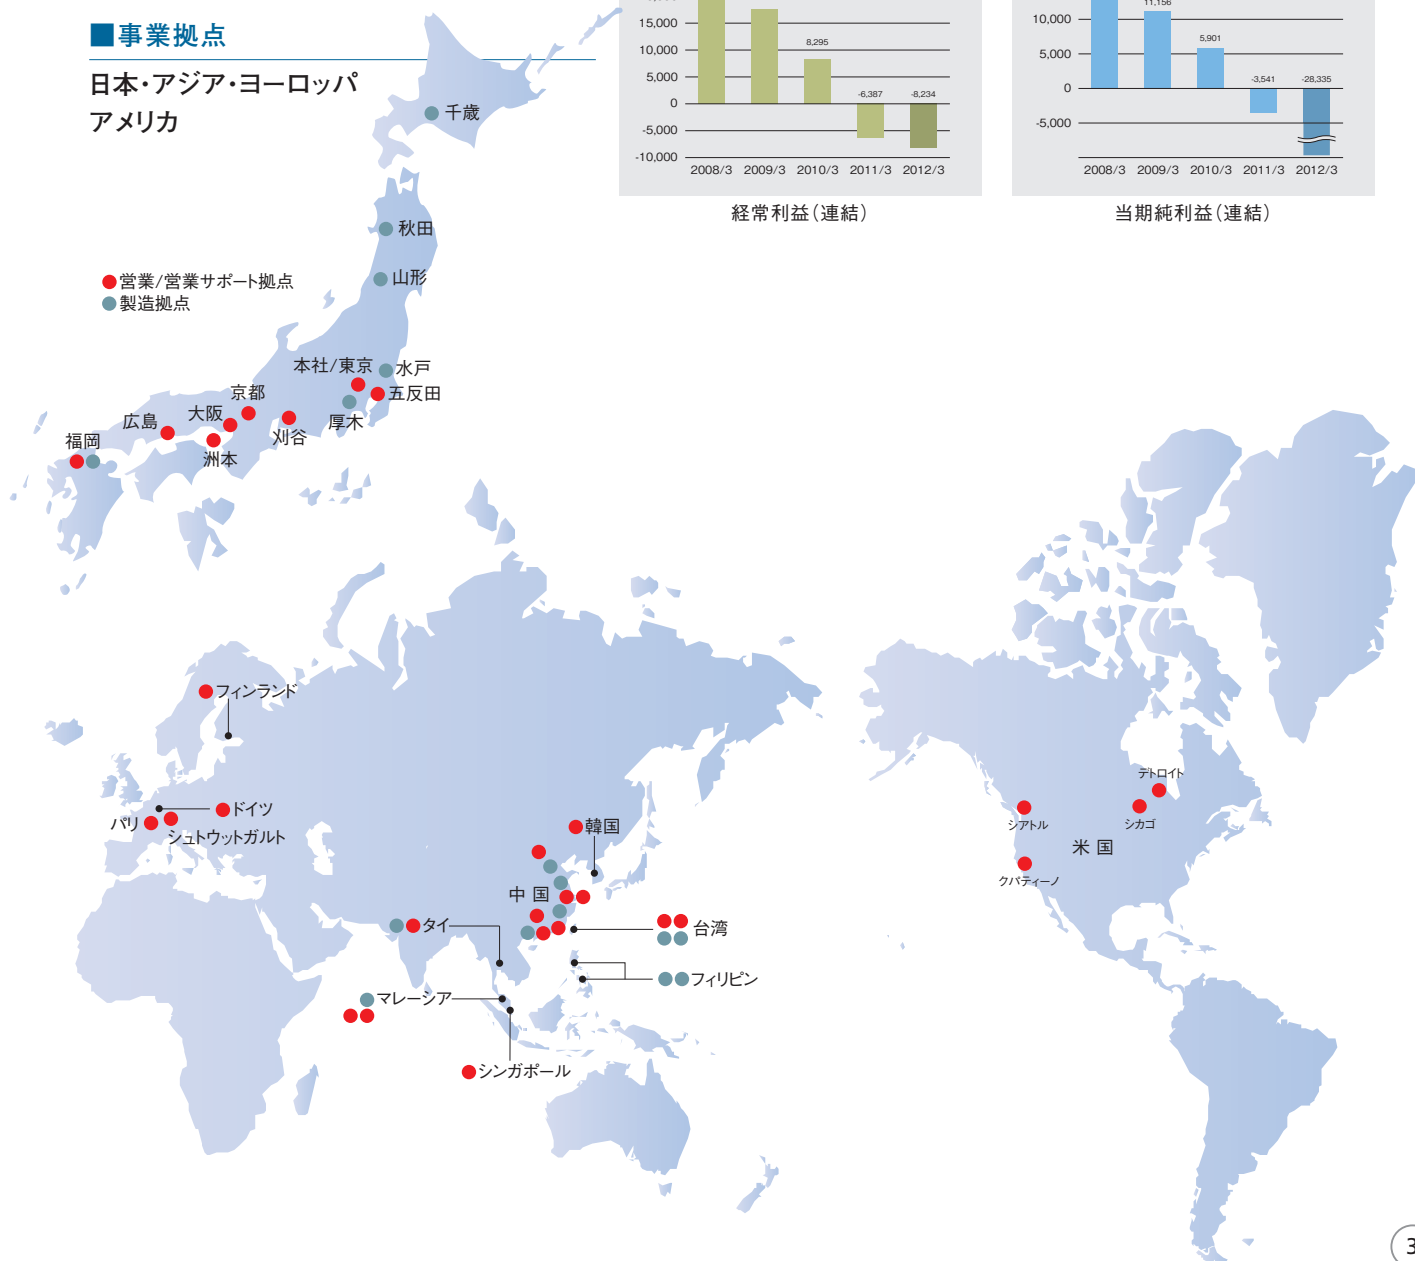 ■事業拠点
日本・アジア・ヨーロッパ
アメリカ
15,000
10,000
5,000
0
-5,000
-10,000
8,295
-6,387
-8,234
2008/3 2009/3 2010/3 2011/3 2012/3
経常利益（連結）
10,000
5,000
0
-5,000
11,156
5,901
-3,541
-28,335
2008/3 2009/3 2010/3 2011/3 2012/3
当期純利益（連結）
千歳
秋田
山形
●営業/営業サポート拠点
●製造拠点
本社/東京
水戸
五反田
厚木
京都
大阪
刈谷
広島
洲本
福岡
フィンランド
ドイツ
パリ
シュトゥットガルト
韓国
中 国
タイ
台湾
フィリピン
マレーシア
シンガポール
デトロイト
シアトル
シカゴ
米 国
クパティーノ
3